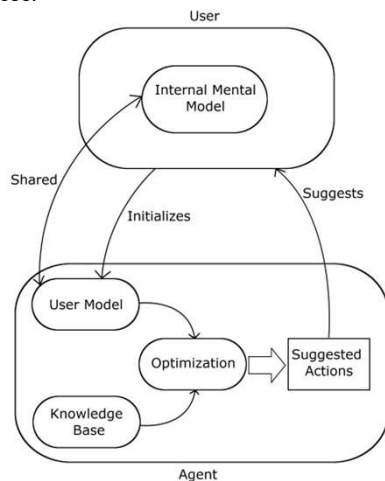 User
Internal Mental
Model
Shared
Initializes
Suggests
User Model
Optimization
Suggested
Actions
Knowledge
Base
Agent